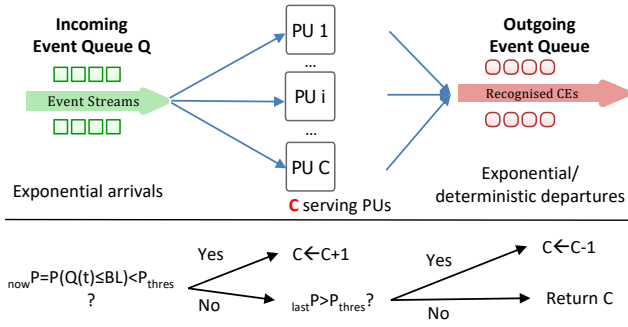 Incoming
Event Queue Q
Event Streams
Exponential arrivals
PU 1
...
PU i
...
PU C
C serving PUs
Outgoing
Event Queue
Recognised CEs
Exponential/
deterministic departures
nowP=P(Q(t)≤BL)<Pthres
?
Yes
No
C←C+1
lastP>Pthres?
Yes
No
C←C-1
Return C